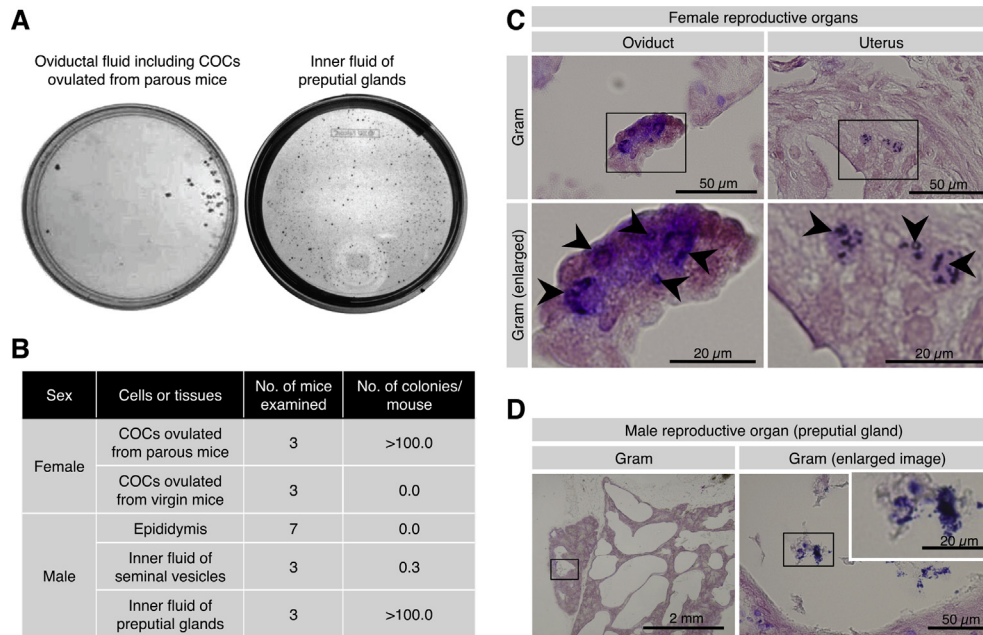 A
Oviductal fluid including COCs
ovulated from parous mice
Inner fluid of
preputial glands
B
Sex
Cells or tissues
No. of mice
examined
No. of colonies/
mouse
Female
COCs ovulated
from parous mice
3
>100.0
COCs ovulated
from virgin mice
3
0.0
Male
Epididymis
7
0.0
Inner fluid of
seminal vesicles
3
0.3
Inner fluid of
preputial glands
3
>100.0
C
Female reproductive organs
Oviduct
Uterus
Gram
50 µm
50 µm
Gram (enlarged)
20 µm
20 µm
D
Male reproductive organ (preputial gland)
Gram
Gram (enlarged image)
2 mm
20 µm
50 µm